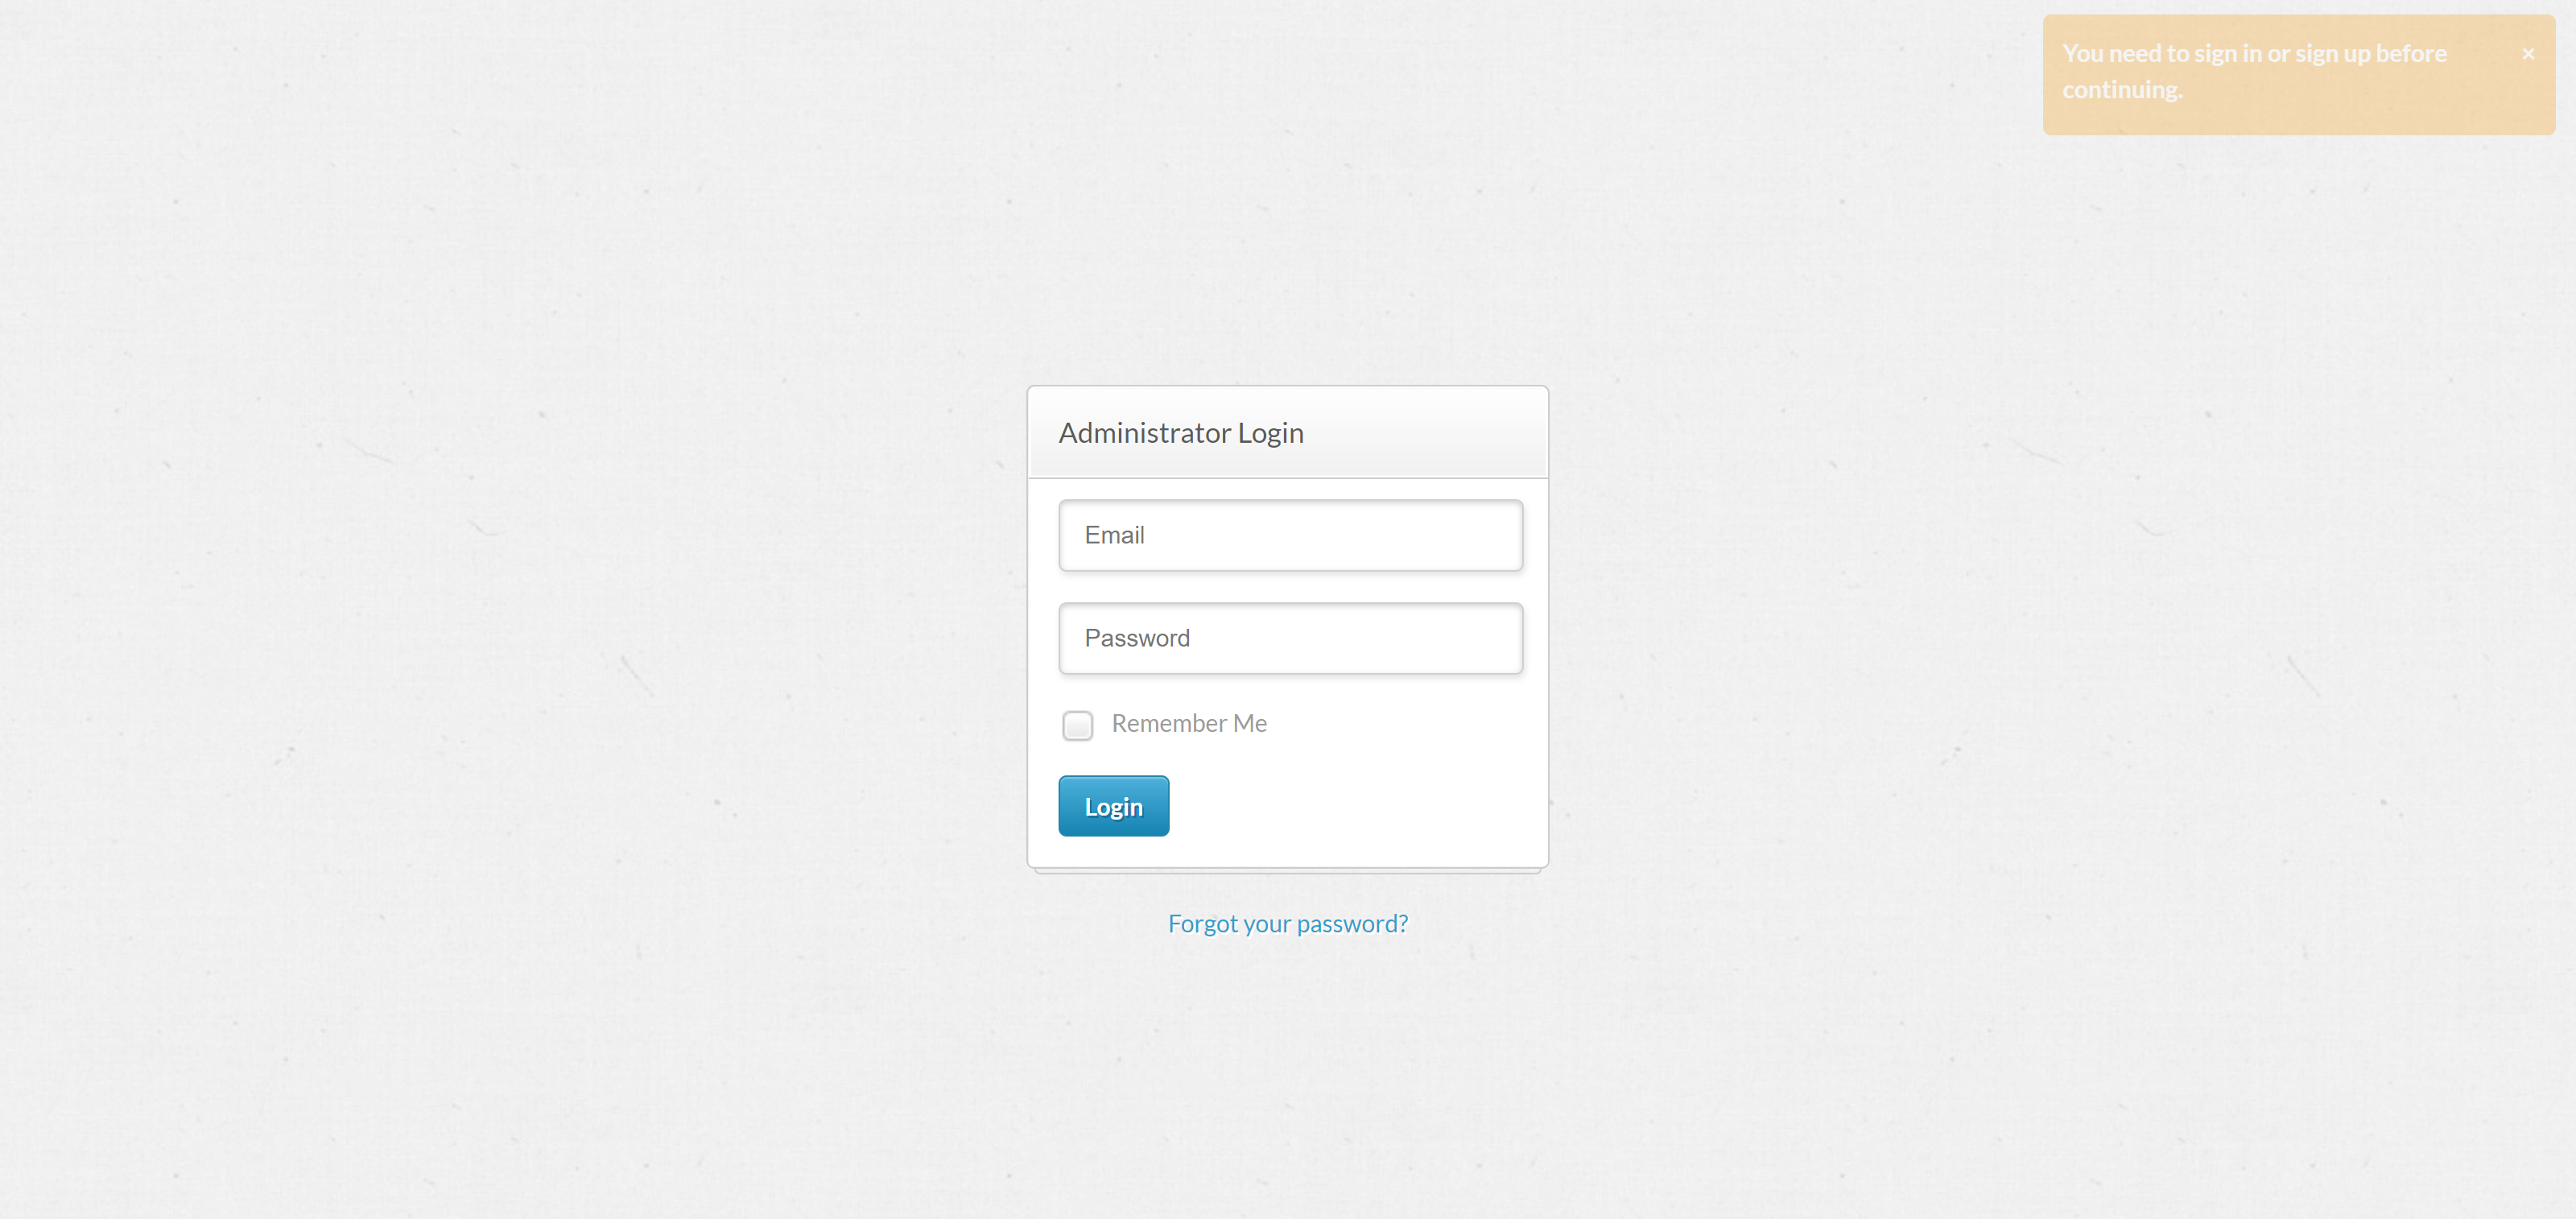 You need to sign in or sign up before ×
continuing.
Administrator Login
Email
Password
Remember Me
Login
Forgot your password?